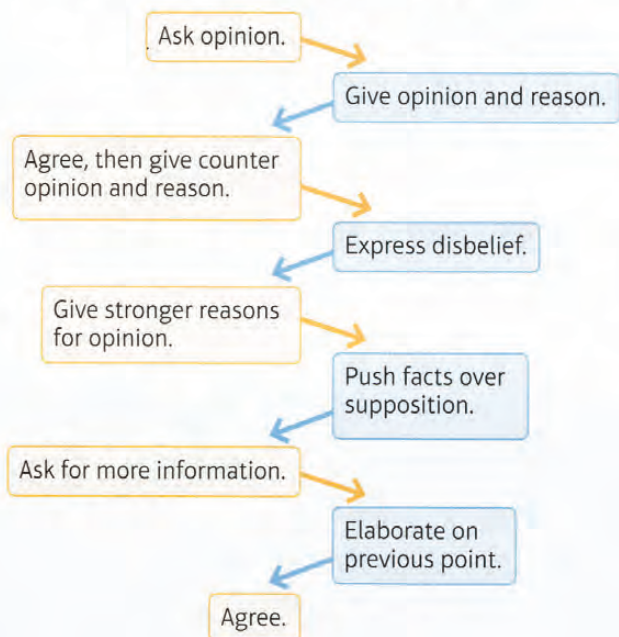 Ask opinion.
Give opinion and reason.
Agree, then give counter
opinion and reason.
Express disbelief.
Give stronger reasons
for opinion.
Push facts over
supposition.
Ask for more information.
Elaborate on
previous point.
Agree.